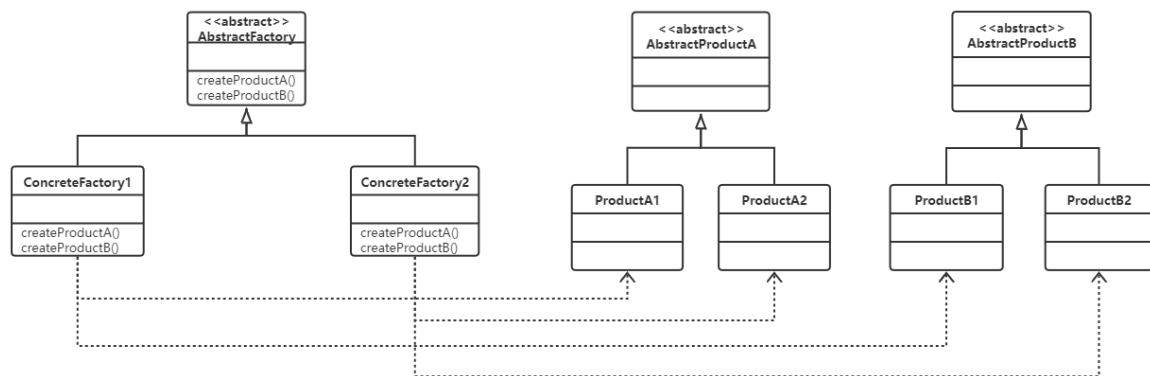 <<abstract>>
AbstractFactory
createProductA()
createProductB()
<<abstract>>
AbstractProductA
<<abstract>>
AbstractProductB
ConcreteFactory1
createProductA()
createProductB()
ConcreteFactory2
createProductA()
createProductB()
ProductA1
ProductA2
ProductB1
ProductB2